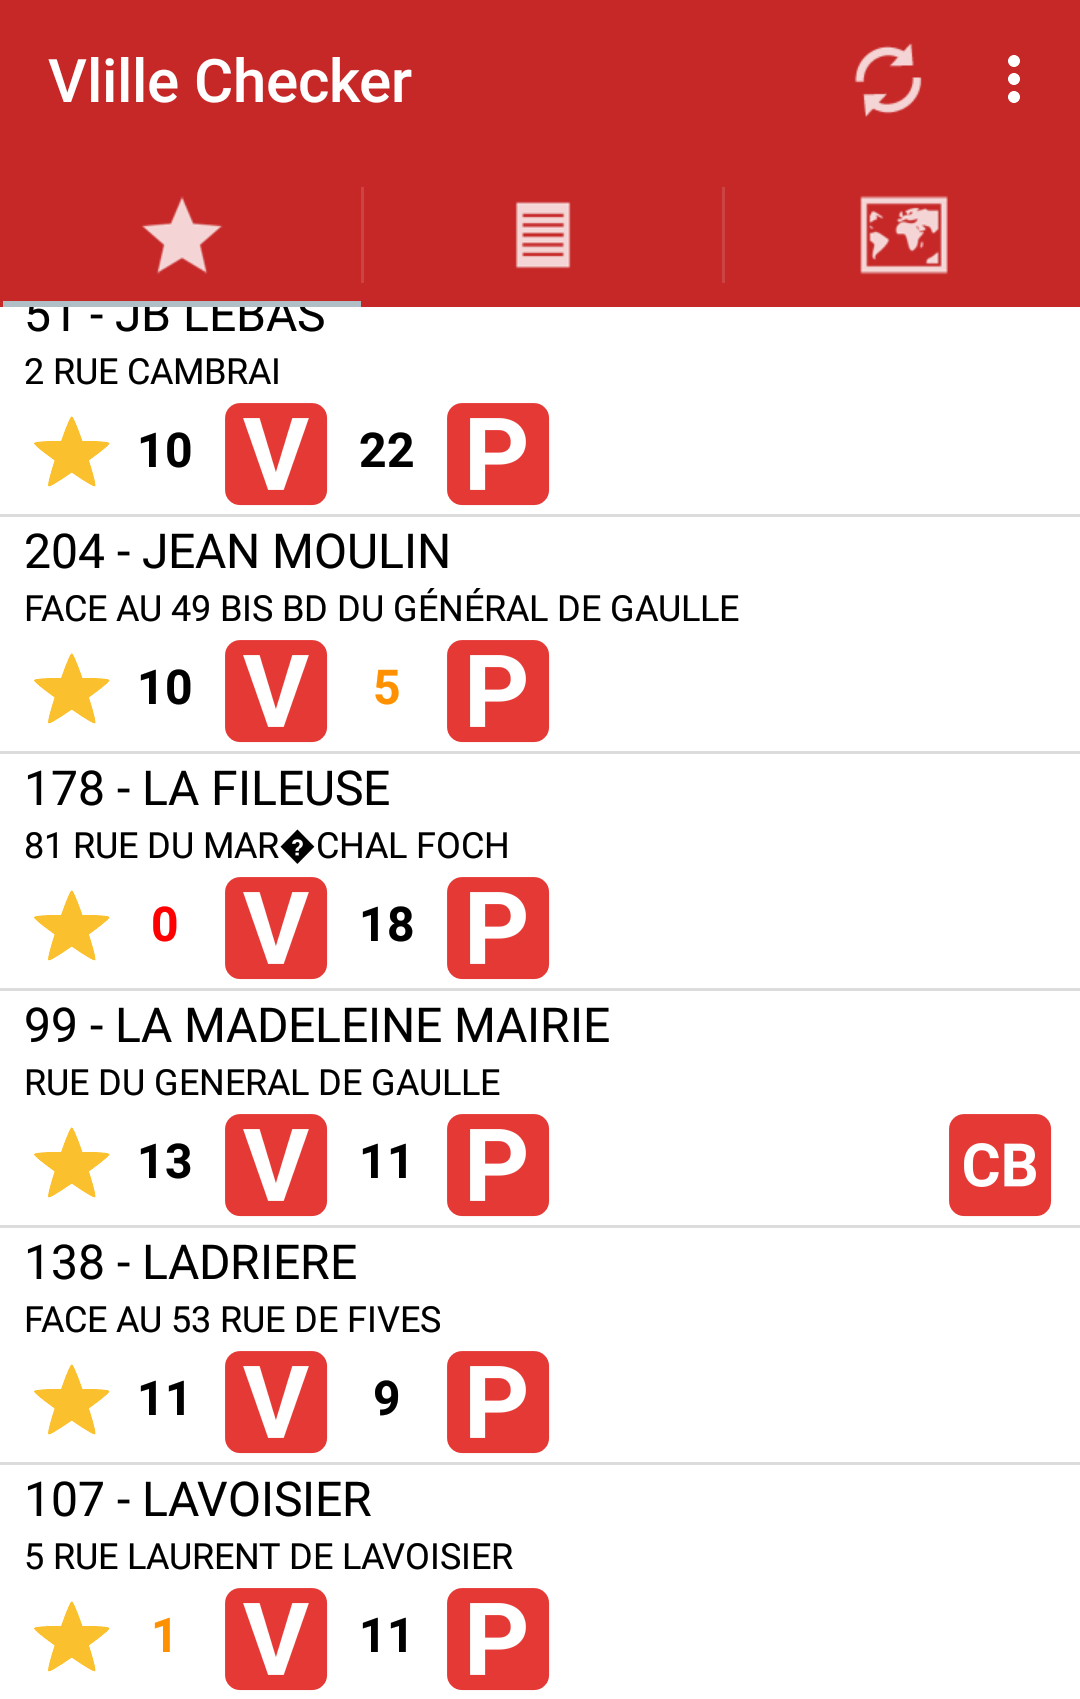 Vlille Checker
51 - JB LEBAS
2 RUE CAMBRAI
10 V 22 P
204 - JEAN MOULIN
FACE AU 49 BIS BD DU GÉNÉRAL DE GAULLE
10 V 5 P
178 - LA FILEUSE
81 RUE DU MAR�CHAL FOCH
0 V 18 P
99 - LA MADELEINE MAIRIE
RUE DU GENERAL DE GAULLE
13 V 11 P CB
138 - LADRIERE
FACE AU 53 RUE DE FIVES
11 V 9 P
107 - LAVOISIER
5 RUE LAURENT DE LAVOISIER
1 V 11 P